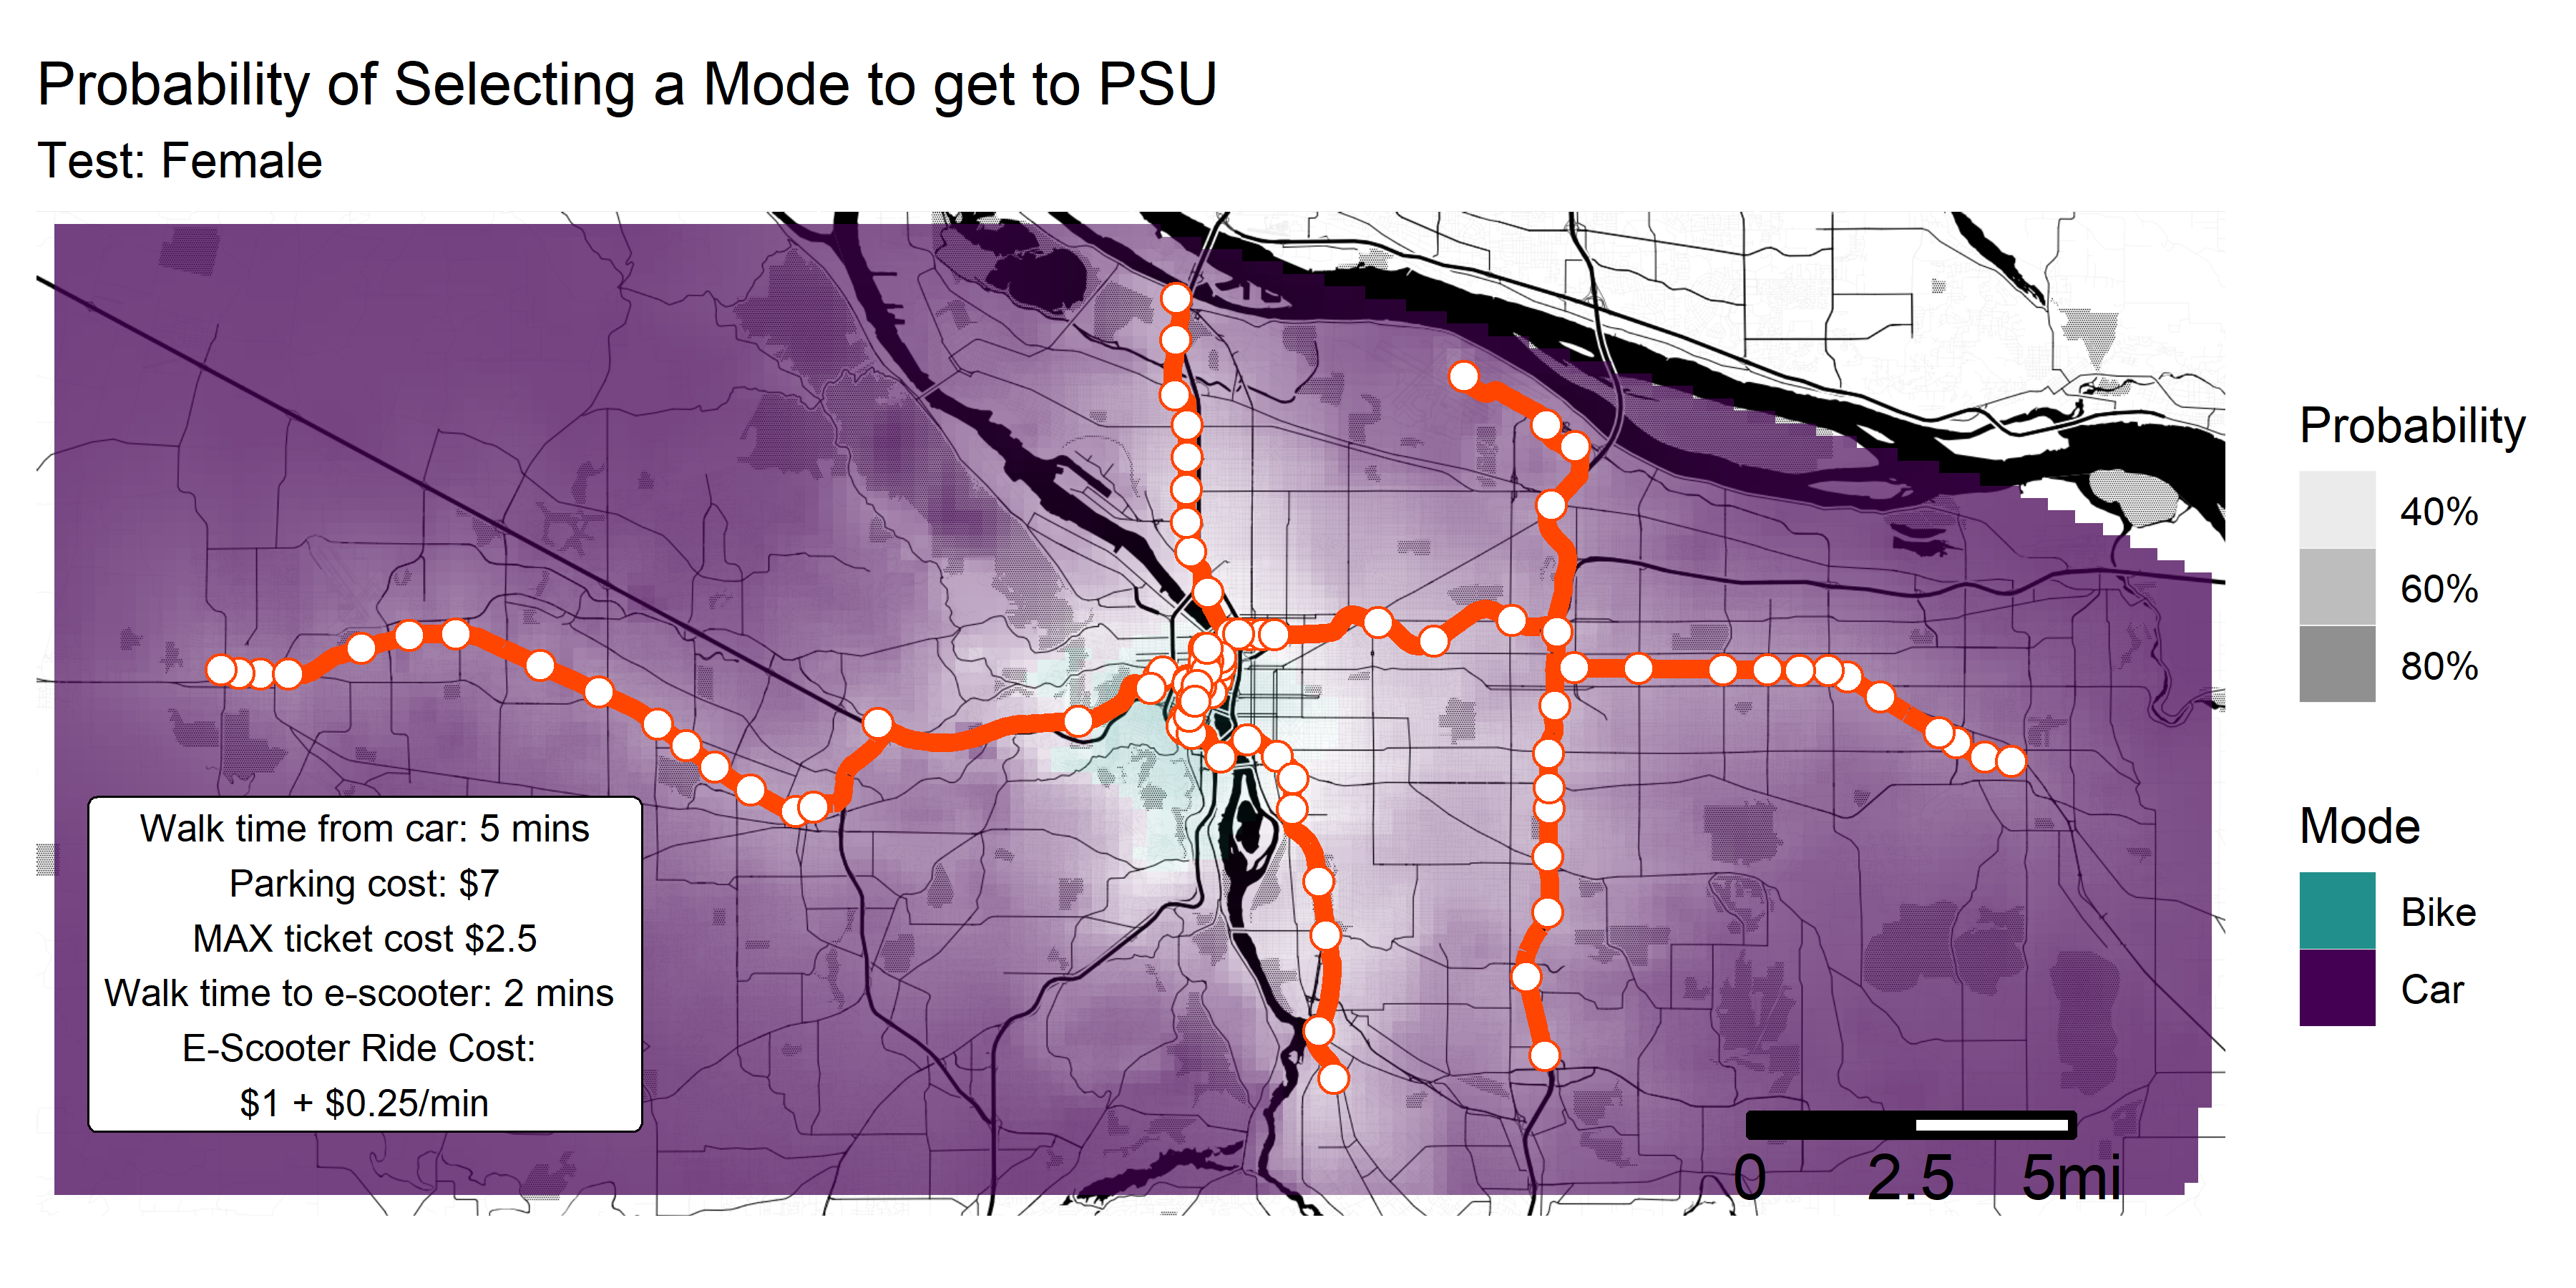 Probability of Selecting a Mode to get to PSU
Test: Female
Walk time from car: 5 mins
Parking cost: $7
MAX ticket cost $2.5
Walk time to e-scooter: 2 mins
E-Scooter Ride Cost:
$1 + $0.25/min
0 2.5 5mi
Probability
40%
60%
80%
Mode
Bike
Car